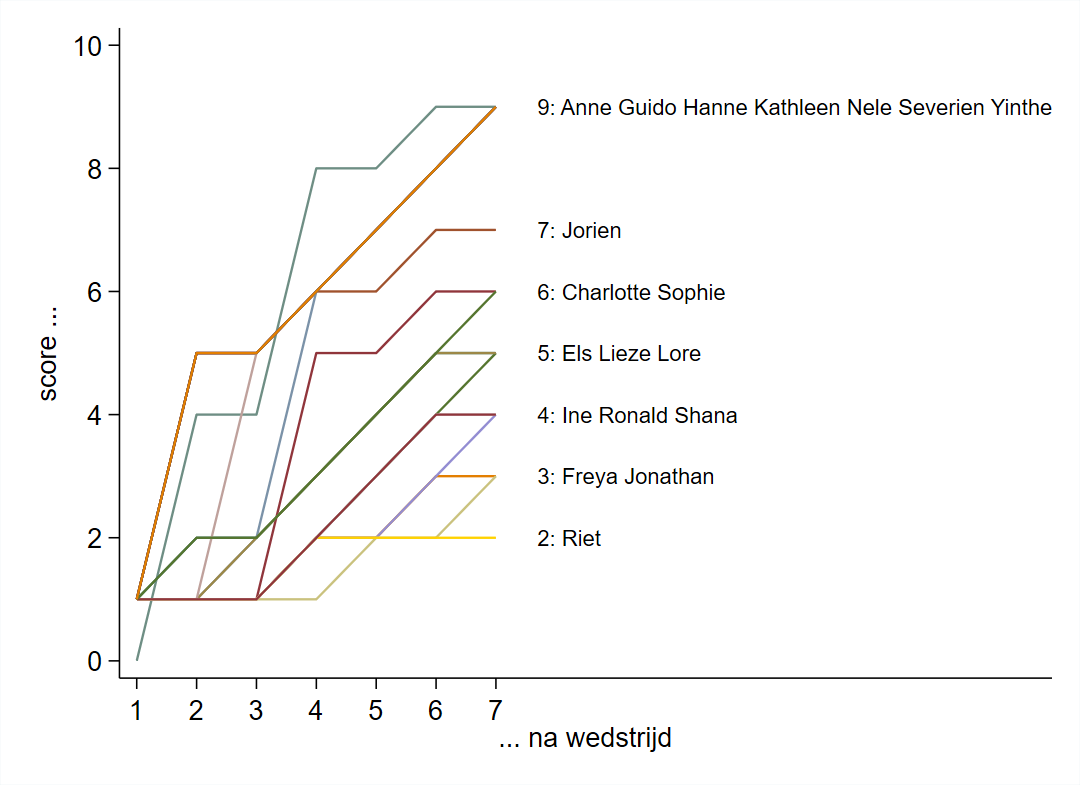 10
9: Anne Guido Hanne Kathleen Nele Severien Yinthe
8
7: Jorien
6
6: Charlotte Sophie
score ...
5: Els Lieze Lore
4
4: Ine Ronald Shana
3: Freya Jonathan
2
2: Riet
0
1 2 3 4 5 6 7
... na wedstrijd